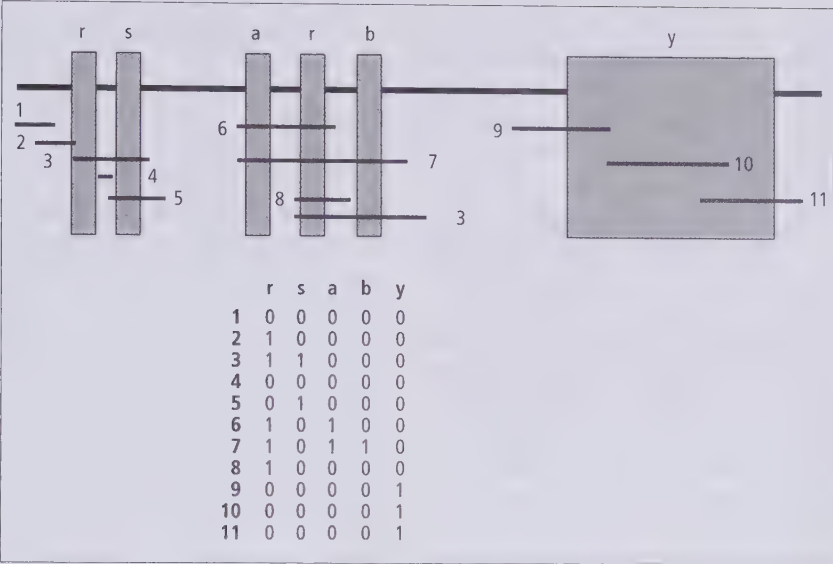 r s a r b y
1
6 9
2
3 7 10
4
8 5 11
3
r s a b y
1 0 0 0 0 0
2 1 0 0 0 0
3 1 1 0 0 0
4 0 0 0 0 0
5 0 1 0 0 0
6 1 0 1 0 0
7 1 0 1 1 0
8 1 0 0 0 0
9 0 0 0 0 1
10 0 0 0 0 1
11 0 0 0 0 1